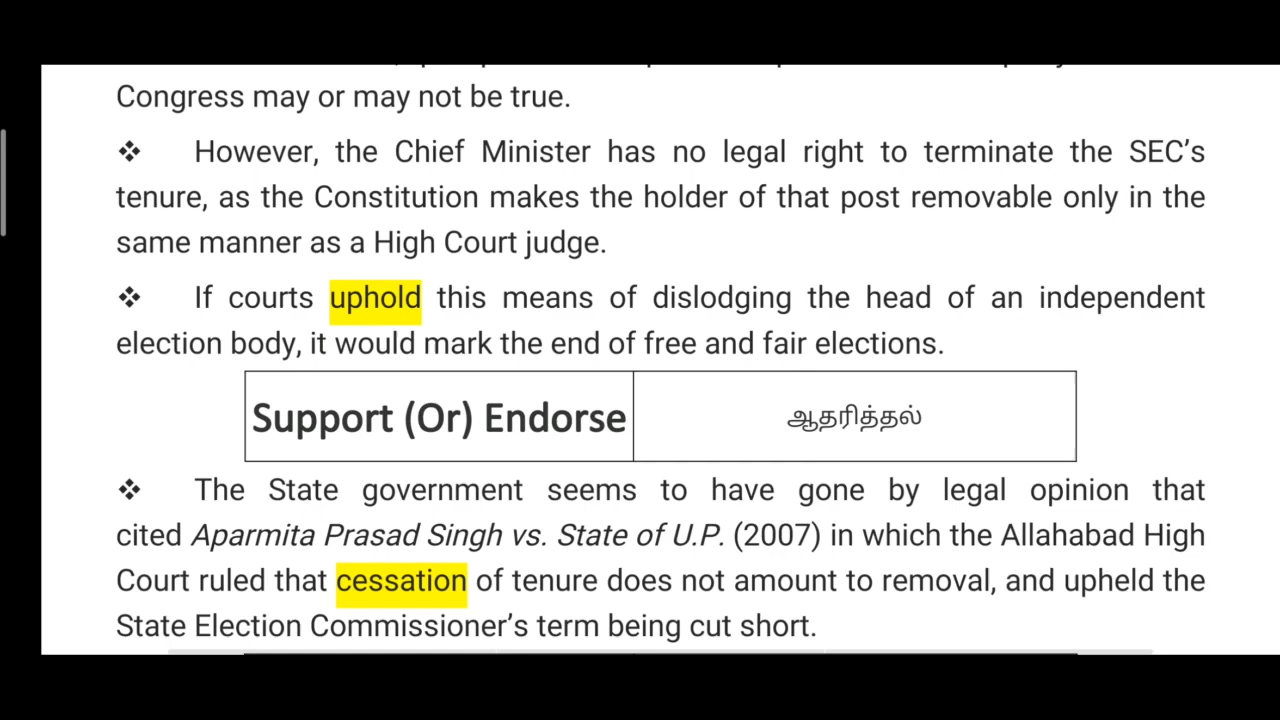 Congress may or may not be true.
❖ However, the Chief Minister has no legal right to terminate the SEC’s
tenure, as the Constitution makes the holder of that post removable only in the
same manner as a High Court judge.
❖ If courts uphold this means of dislodging the head of an independent
election body, it would mark the end of free and fair elections.
Support (Or) Endorse ஆதரித்தல்
❖ The State government seems to have gone by legal opinion that
cited Aparmita Prasad Singh vs. State of U.P. (2007) in which the Allahabad High
Court ruled that cessation of tenure does not amount to removal, and upheld the
State Election Commissioner’s term being cut short.